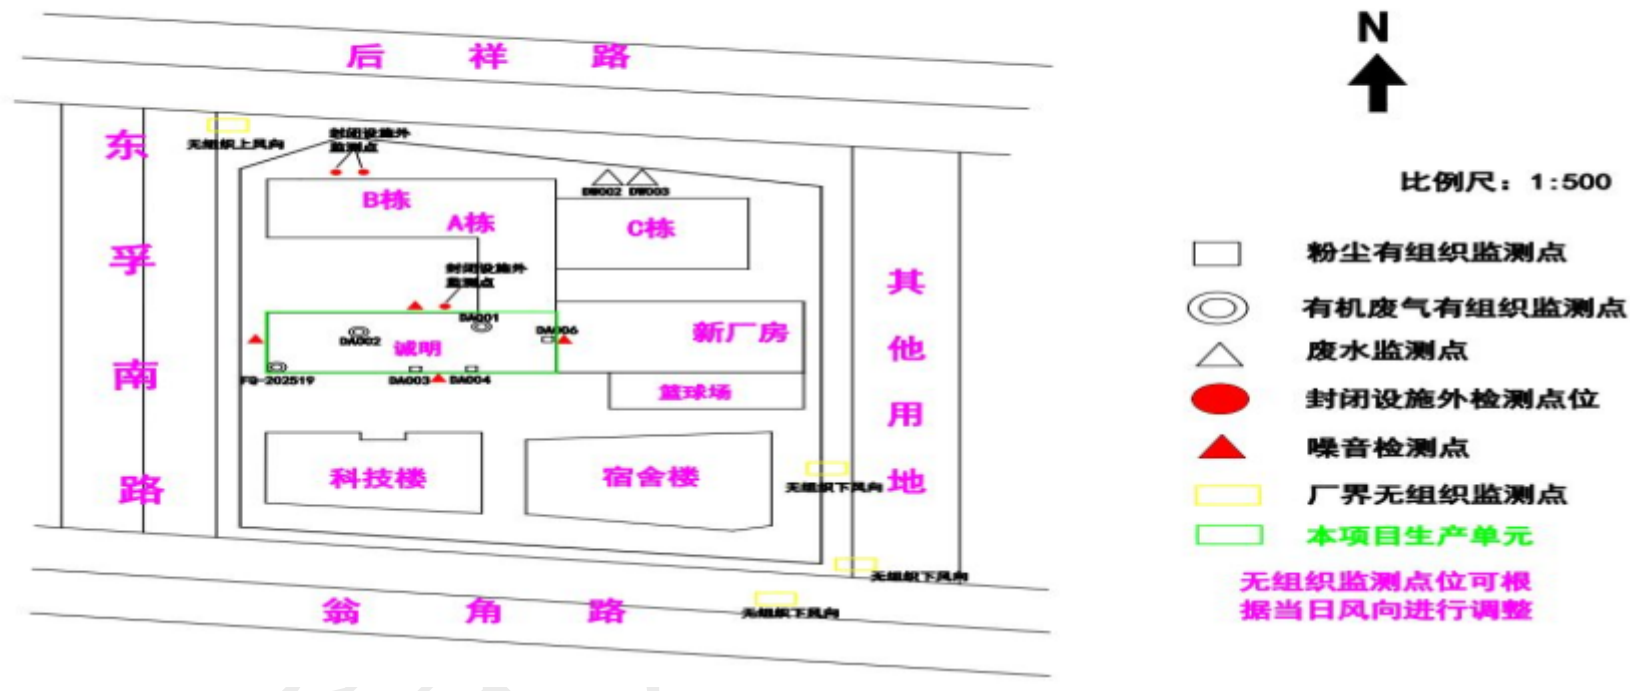 后祥路
N
东孚南路
无组织上风向
封闭设施外
监测点
比例尺：1:500
DW002
DW003
B栋
A栋
C栋
粉尘有组织监测点
封闭设施外
监测点
其他用地
有机废气有组织监测点
DA001
DA006
新厂房
DA002
诚明
废水监测点
FQ-202519
DA003
DA004
篮球场
封闭设施外检测点位
噪音检测点
科技楼
宿舍楼
无组织下风向
厂界无组织监测点
本项目生产单元
无组织下风向
无组织监测点位可根
据当日风向进行调整
翁角路
无组织下风向